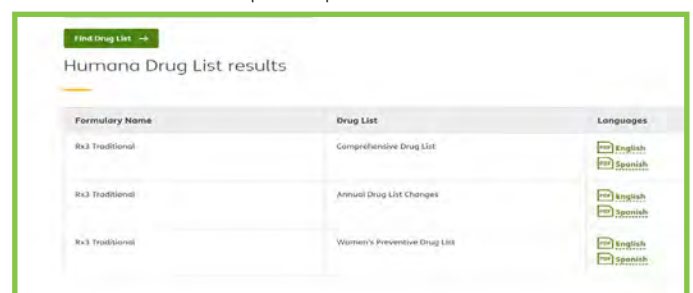 Find Drug List →
Humana Drug List results
Formulary Name Drug List Languages
Rx3 Traditional Comprehensive Drug List PDF English
PDF Spanish
Rx3 Traditional Annual Drug List Changes PDF English
PDF Spanish
Rx3 Traditional Women's Preventive Drug List PDF English
PDF Spanish